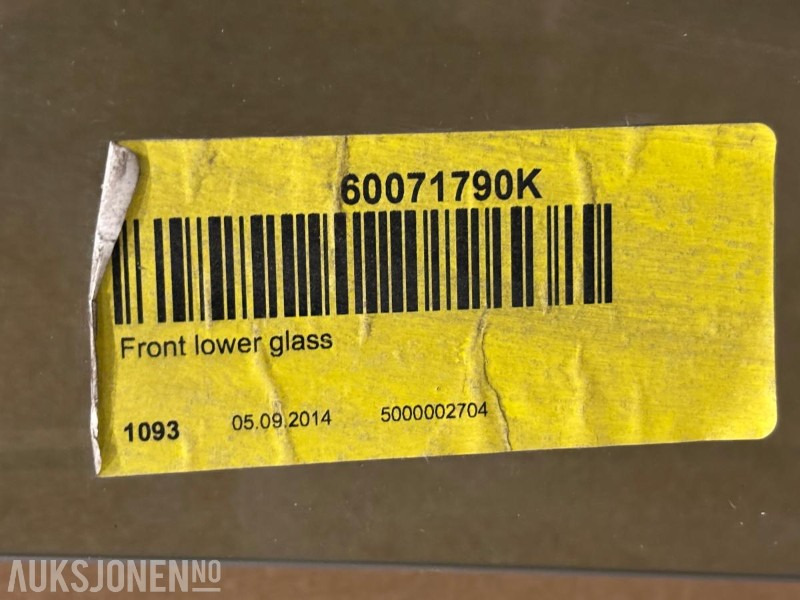 60071790K
Front lower glass
1093 05.09.2014 5000002704
AUKSJONEN.NO